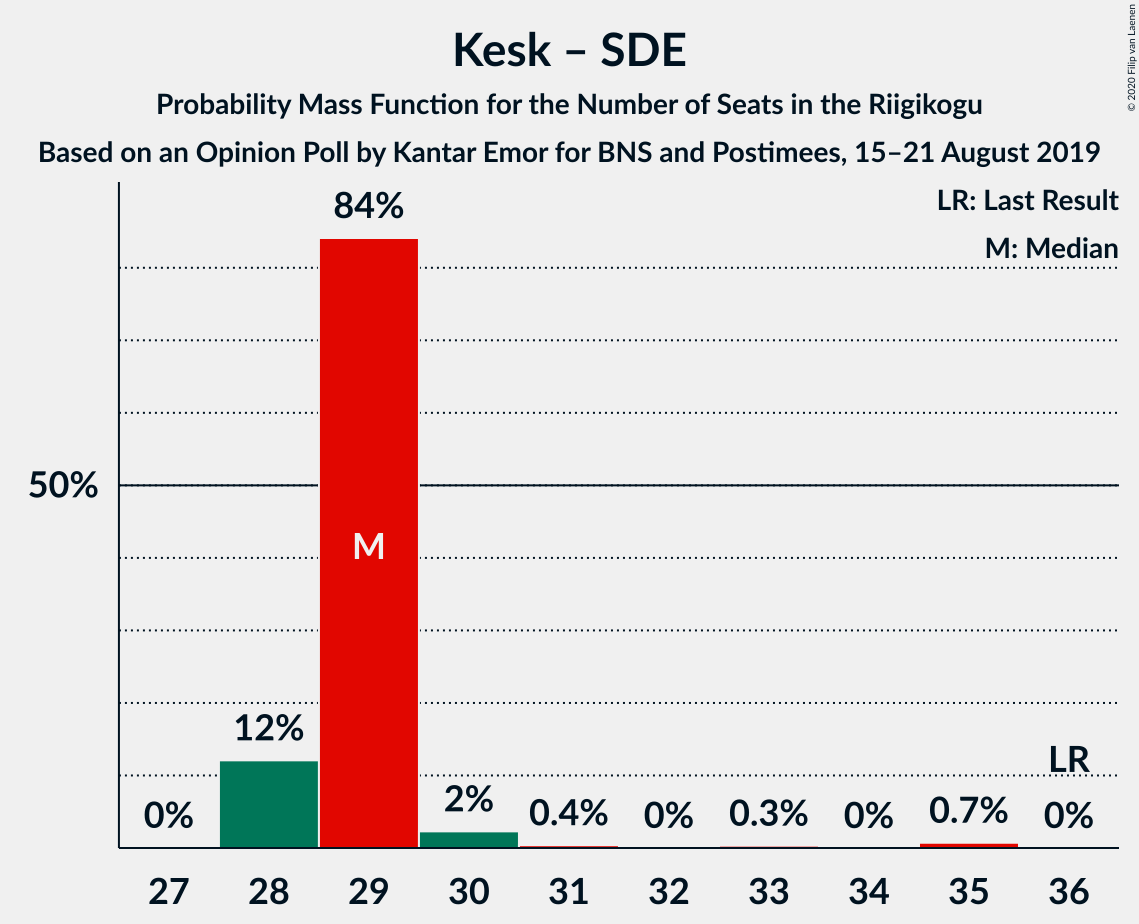 Kesk – SDE
Probability Mass Function for the Number of Seats in the Riigikogu
Based on an Opinion Poll by Kantar Emor for BNS and Postimees, 15–21 August 2019
© 2020 Filip van Laenen
LR: Last Result
M: Median
84%
50%
M
12%
LR
0%
2%
0.4%
0%
0.3%
0%
0.7%
0%
27 28 29 30 31 32 33 34 35 36